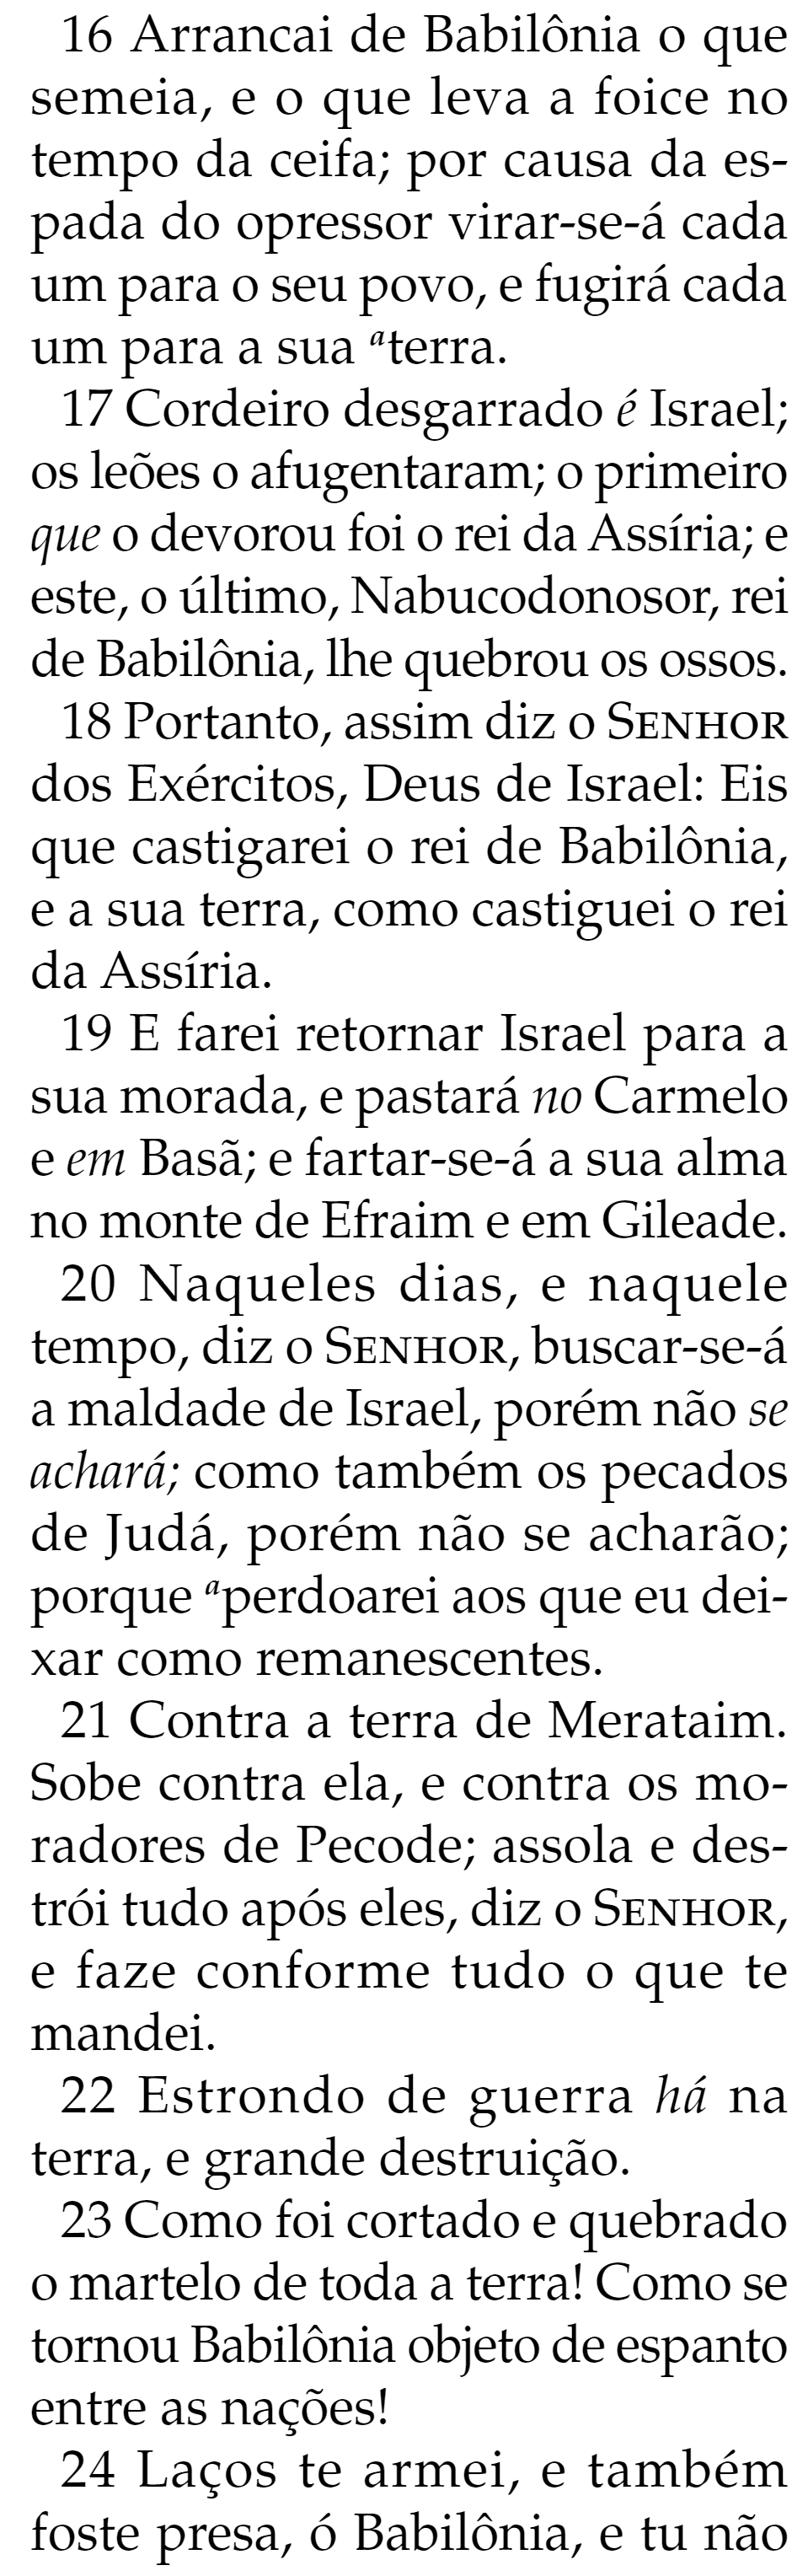 16 Arrancai de Babilônia o que
semeia, e o que leva a foice no
tempo da ceifa; por causa da es-
pada do opressor virar-se-á cada
um para o seu povo, e fugirá cada
um para a sua ᵃterra.
17 Cordeiro desgarrado é Israel;
os leões o afugentaram; o primeiro
que o devorou foi o rei da Assíria; e
este, o último, Nabucodonosor, rei
de Babilônia, lhe quebrou os ossos.
18 Portanto, assim diz o SENHOR
dos Exércitos, Deus de Israel: Eis
que castigarei o rei de Babilônia,
e a sua terra, como castiguei o rei
da Assíria.
19 E farei retornar Israel para a
sua morada, e pastará no Carmelo
e em Basã; e fartar-se-á a sua alma
no monte de Efraim e em Gileade.
20 Naqueles dias, e naquele
tempo, diz o SENHOR, buscar-se-á
a maldade de Israel, porém não se
achará; como também os pecados
de Judá, porém não se acharão;
porque ᵃperdoarei aos que eu dei-
xar como remanescentes.
21 Contra a terra de Merataim.
Sobe contra ela, e contra os mo-
radores de Pecode; assola e des-
trói tudo após eles, diz o SENHOR,
e faze conforme tudo o que te
mandei.
22 Estrondo de guerra há na
terra, e grande destruição.
23 Como foi cortado e quebrado
o martelo de toda a terra! Como se
tornou Babilônia objeto de espanto
entre as nações!
24 Laços te armei, e também
foste presa, ó Babilônia, e tu não